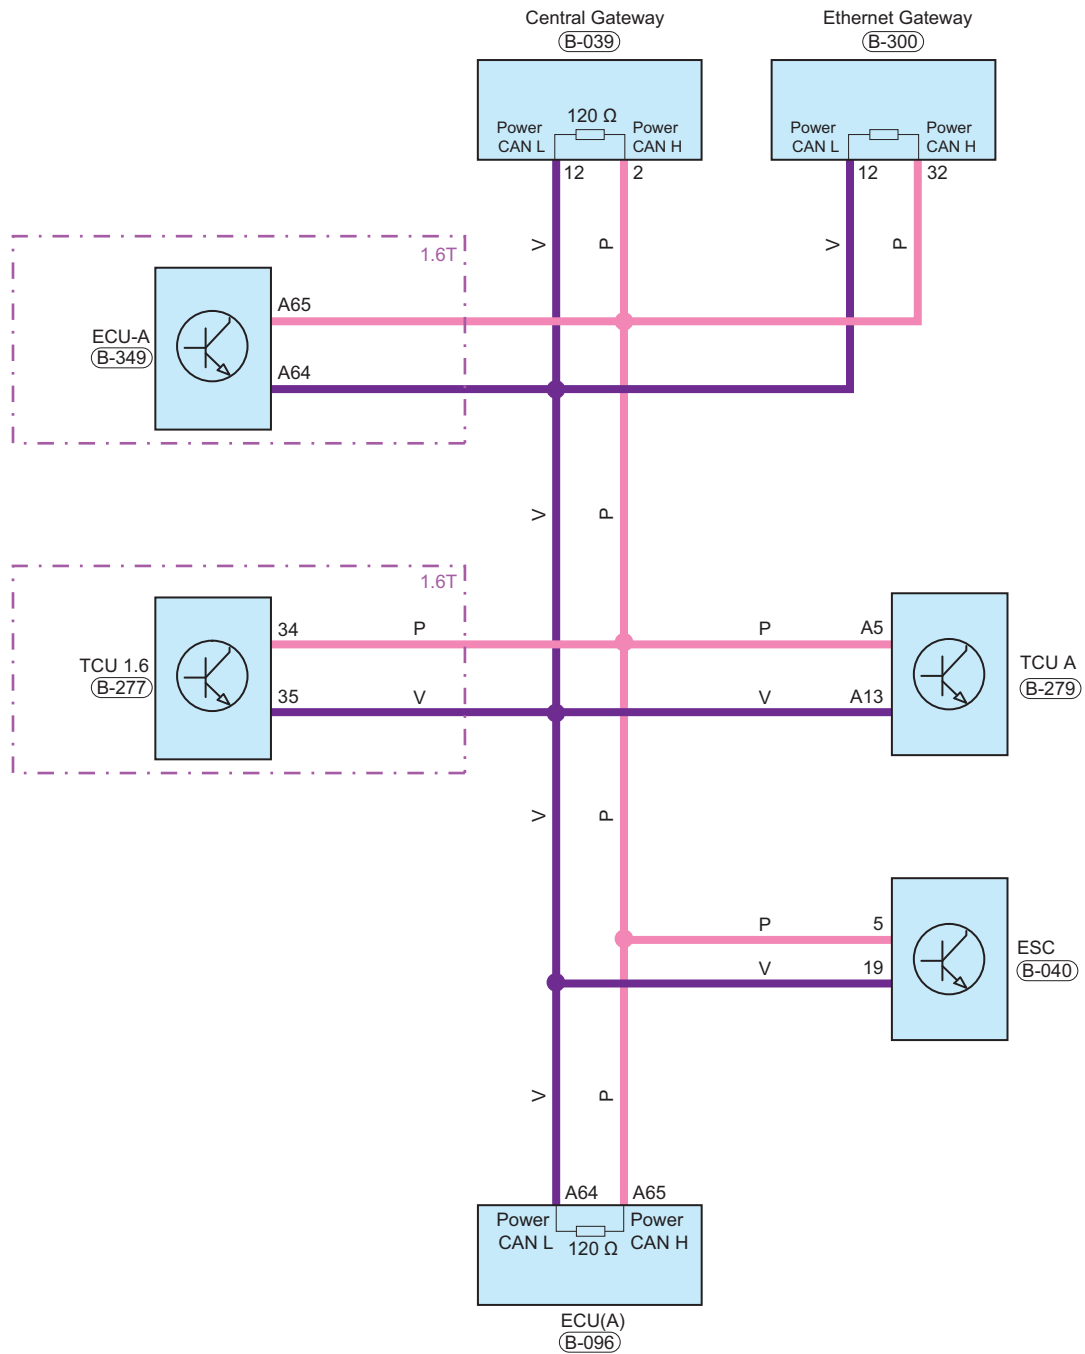 Central Gateway
B-039
Ethernet Gateway
B-300
120 Ω
Power
CAN L
Power
CAN H
Power
CAN L
Power
CAN H
12
2
12
32
V
P
V
P
1.6T
A65
ECU-A
B-349
A64
V
P
1.6T
34
P
P
A5
TCU 1.6
B-277
TCU A
B-279
35
V
V
A13
V
P
P
5
ESC
B-040
V
19
V
P
A64
A65
Power
CAN L
120 Ω
Power
CAN H
ECU(A)
B-096